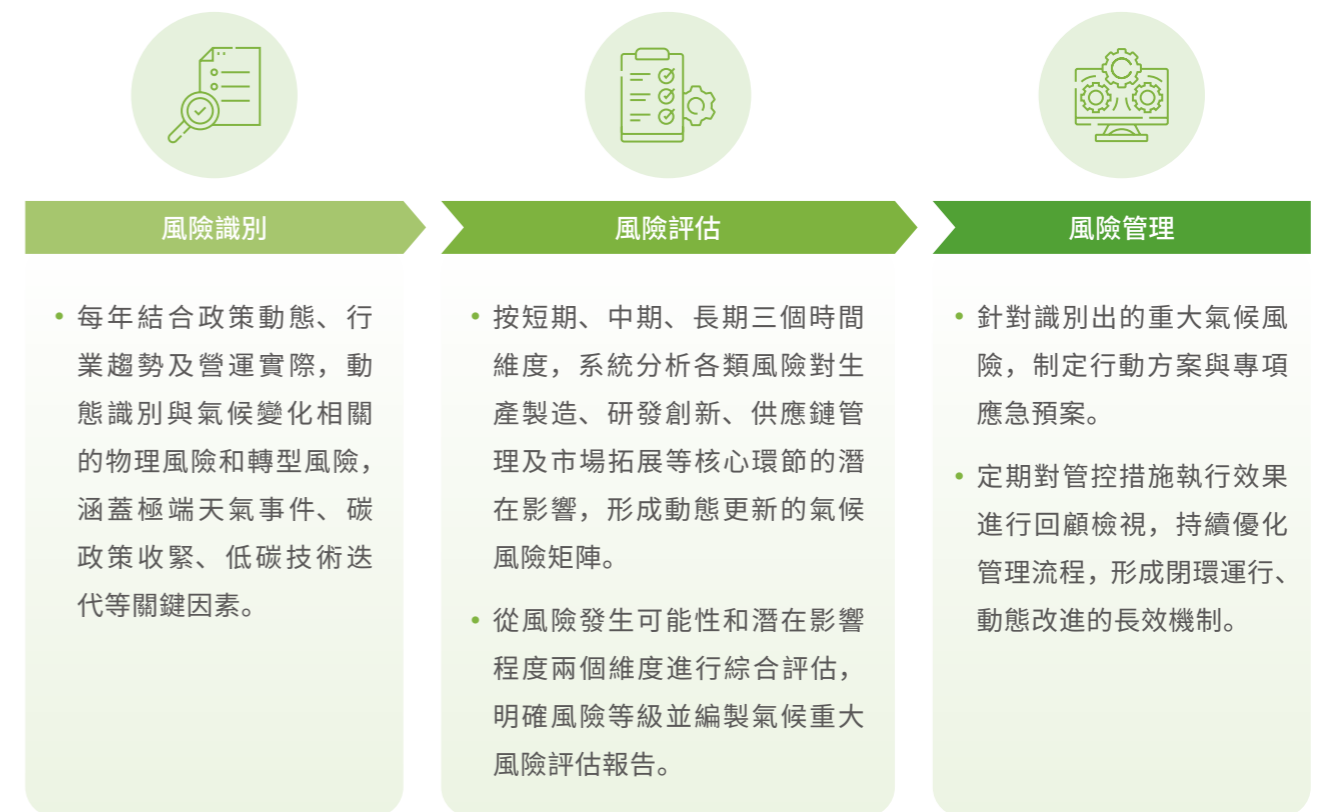 風險識別
每年結合政策動態、行
業趨勢及營運實際，動
態識別與氣候變化相關
的物理風險和轉型風險，
涵蓋極端天氣事件、碳
政策收緊、低碳技術迭
代等關鍵因素。
風險評估
按短期、中期、長期三個時間
維度，系統分析各類風險對生
產製造、研發創新、供應鏈管
理及市場拓展等核心環節的潛
在影響，形成動態更新的氣候
風險矩陣。
從風險發生可能性和潛在影響
程度兩個維度進行綜合評估，
明確風險等級並編製氣候重大
風險評估報告。
風險管理
針對識別出的重大氣候風
險，制定行動方案與專項
應急預案。
定期對管控措施執行效果
進行回顧檢視，持續優化
管理流程，形成閉環運行、
動態改進的長效機制。